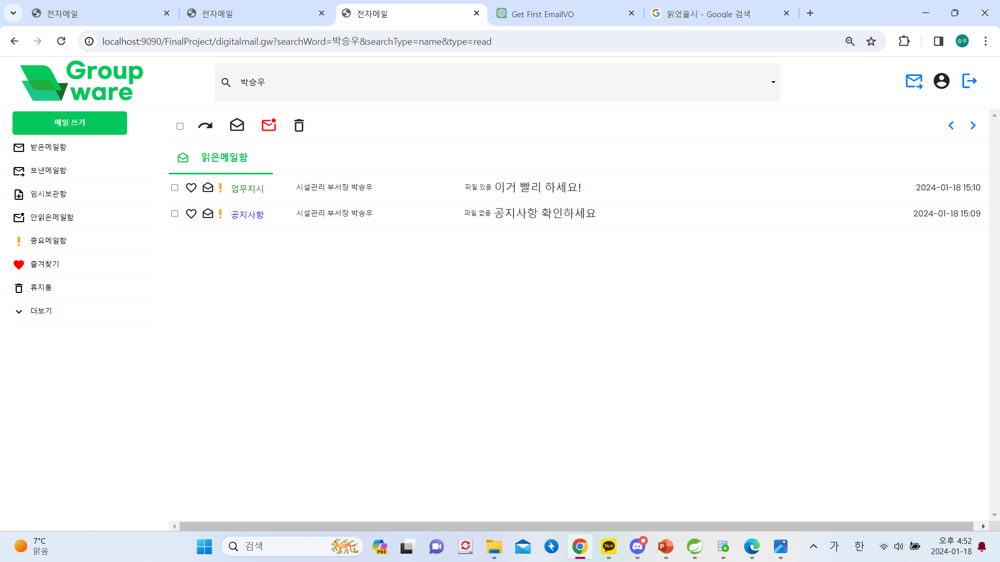 전자메일
전자메일
전자메일
Get First EmailVO
읽었을시 - Google 검색
localhost:9090/FinalProject/digitalmail.gw?searchWord=박승우&searchType=name&type=read
승우
Group
ware
박승우
메일 쓰기
받은메일함
보낸메일함
임시보관함
안읽은메일함
중요메일함
즐겨찾기
휴지통
더보기
읽은메일함
업무지시 시설관리 부서장 박승우 파일 있음 이거 빨리 하세요! 2024-01-18 15:10
공지사항 시설관리 부서장 박승우 파일 없음 공지사항 확인하세요 2024-01-18 15:09
7°C
맑음
검색
PRE
TALK
가
한
오후 4:52
2024-01-18